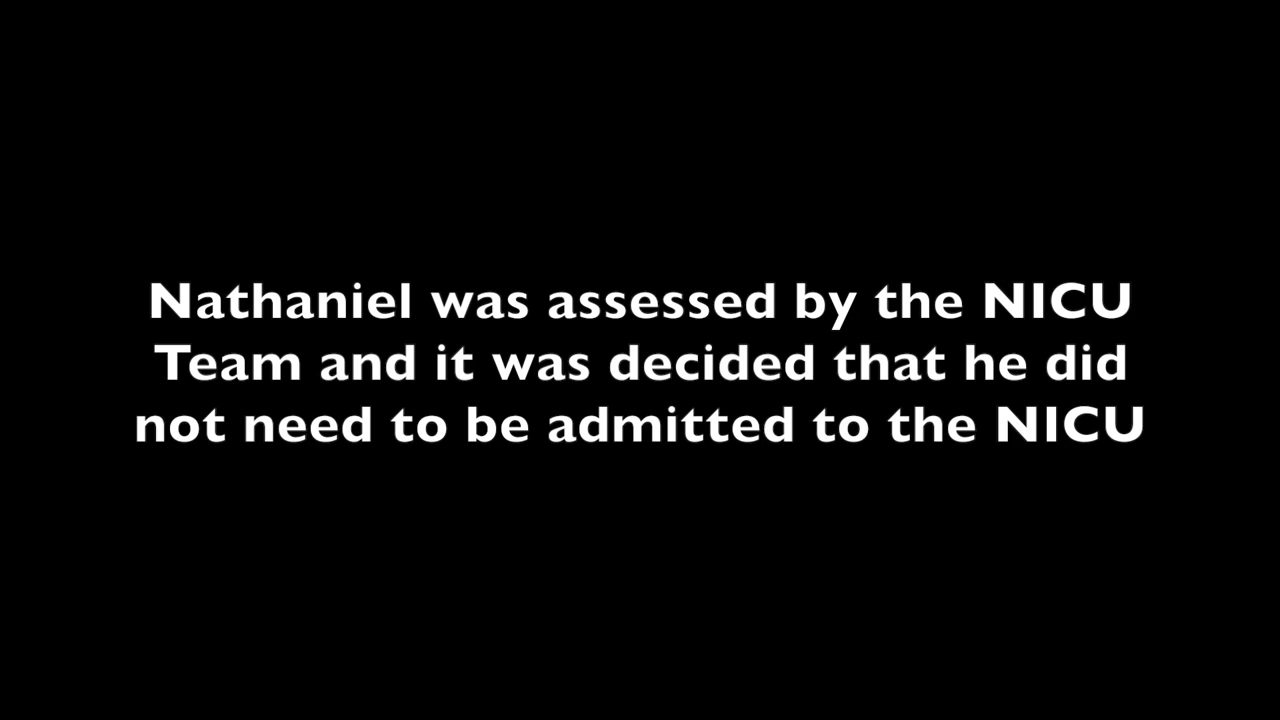 Nathaniel was assessed by the NICU
Team and it was decided that he did
not need to be admitted to the NICU